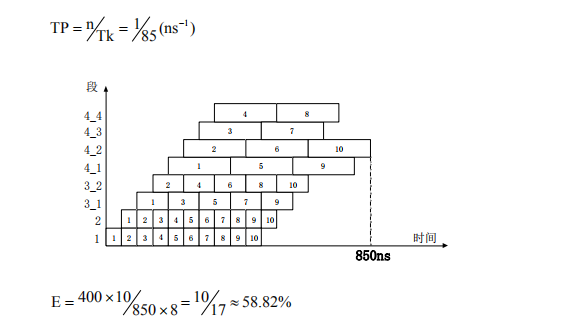 TP = n/Tk = 1/85 (ns⁻¹)
段
4_4 4 8
4_3 3 7
4_2 2 6 10
4_1 1 5 9
3_2 2 4 6 8 10
3_1 1 3 5 7 9
2 1 2 3 4 5 6 7 8 9 10
1 1 2 3 4 5 6 7 8 9 10
时间
850ns
E = 400×10/850×8 = 10/17 ≈ 58.82%